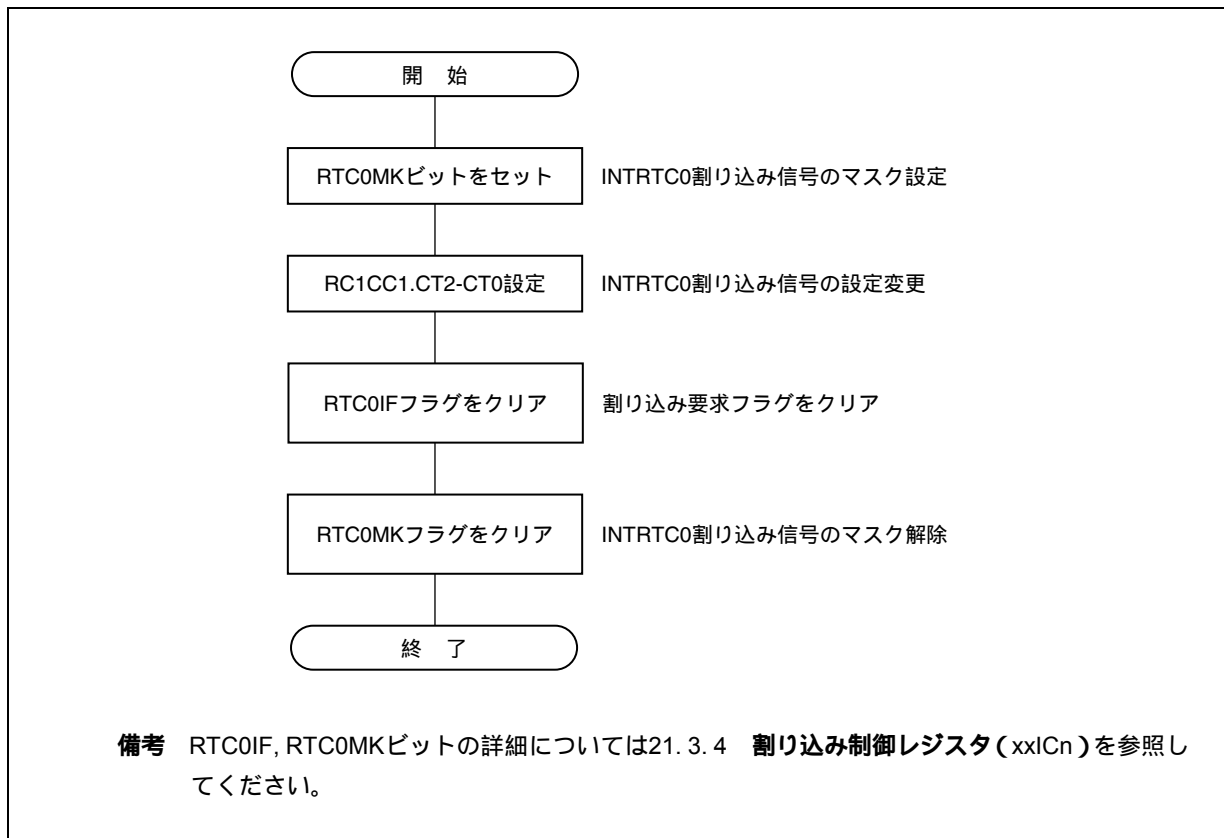 開 始
RTC0MKビットをセット INTRTC0割り込み信号のマスク設定
RC1CC1.CT2-CT0設定 INTRTC0割り込み信号の設定変更
RTC0IFフラグをクリア 割り込み要求フラグをクリア
RTC0MKフラグをクリア INTRTC0割り込み信号のマスク解除
終 了
備考 RTC0IF, RTC0MKビットの詳細については21. 3. 4 割り込み制御レジスタ（xxICn）を参照し
てください。